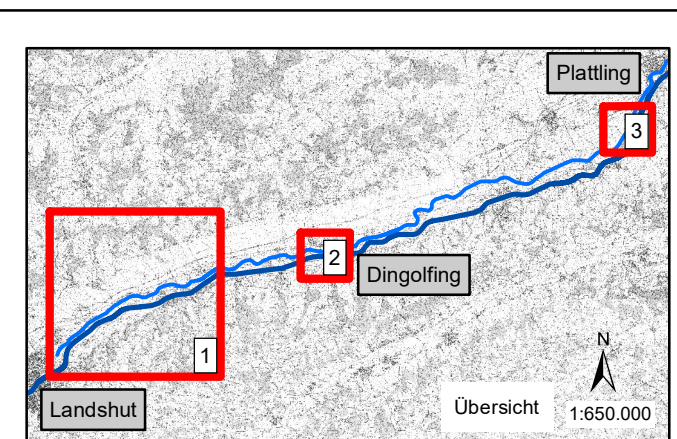 Plattling
3
2
Dingolfing
1
N
Landshut
Übersicht
1:650.000